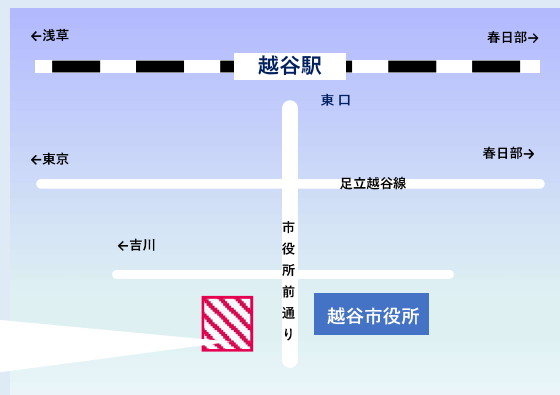 ←浅草
春日部→
越谷駅
東口
←東京
春日部→
足立越谷線
市役所前通り
←吉川
越谷市役所